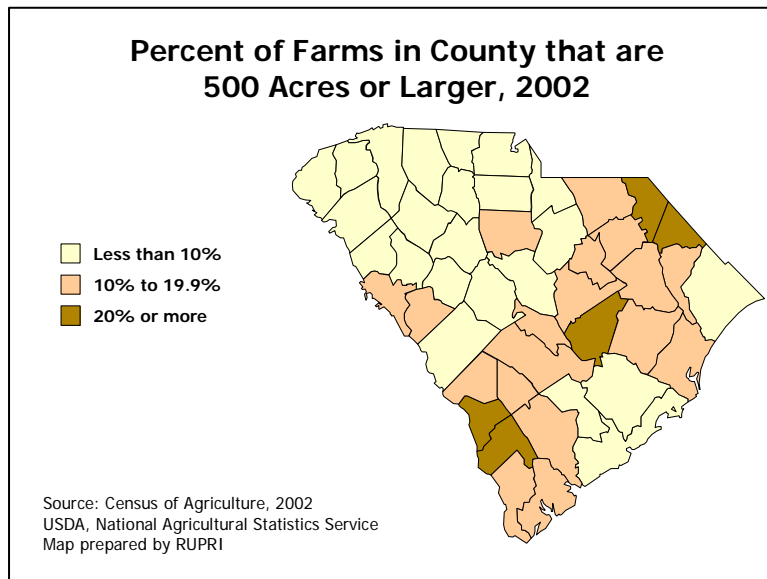 Percent of Farms in County that are
500 Acres or Larger, 2002
Less than 10%
10% to 19.9%
20% or more
Source: Census of Agriculture, 2002
USDA, National Agricultural Statistics Service
Map prepared by RUPRI